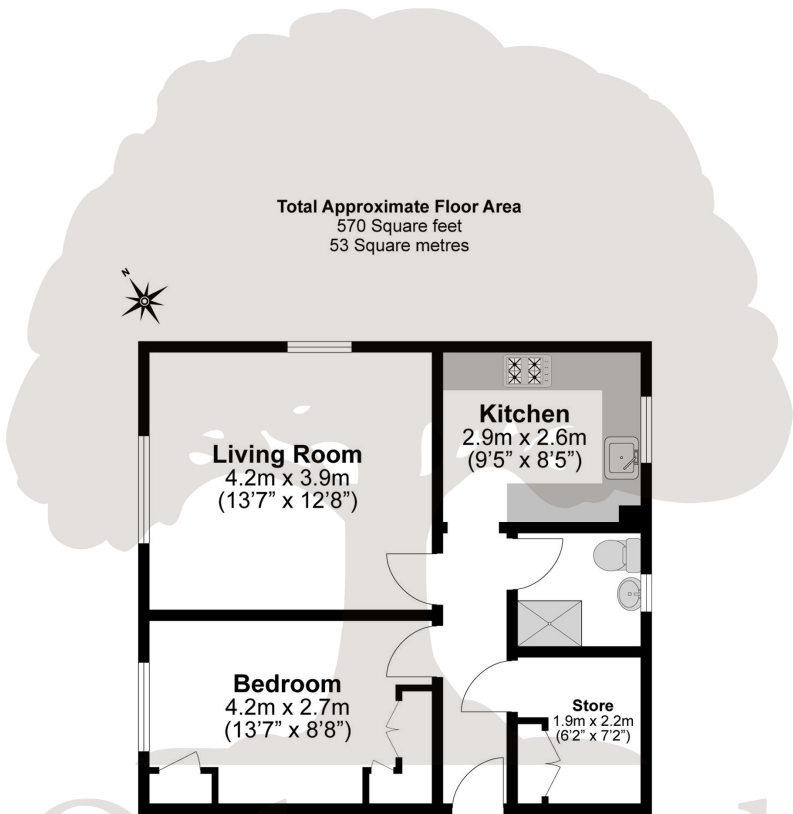 Total Approximate Floor Area
570 Square feet
53 Square metres
N
Kitchen
2.9m x 2.6m
(9'5” x 8'5”)
Living Room
4.2m x 3.9m
(13'7” x 12'8”)
Bedroom
4.2m x 2.7m
(13'7” x 8'8”)
Store
1.9m x 2.2m
(6'2” x 7'2”)